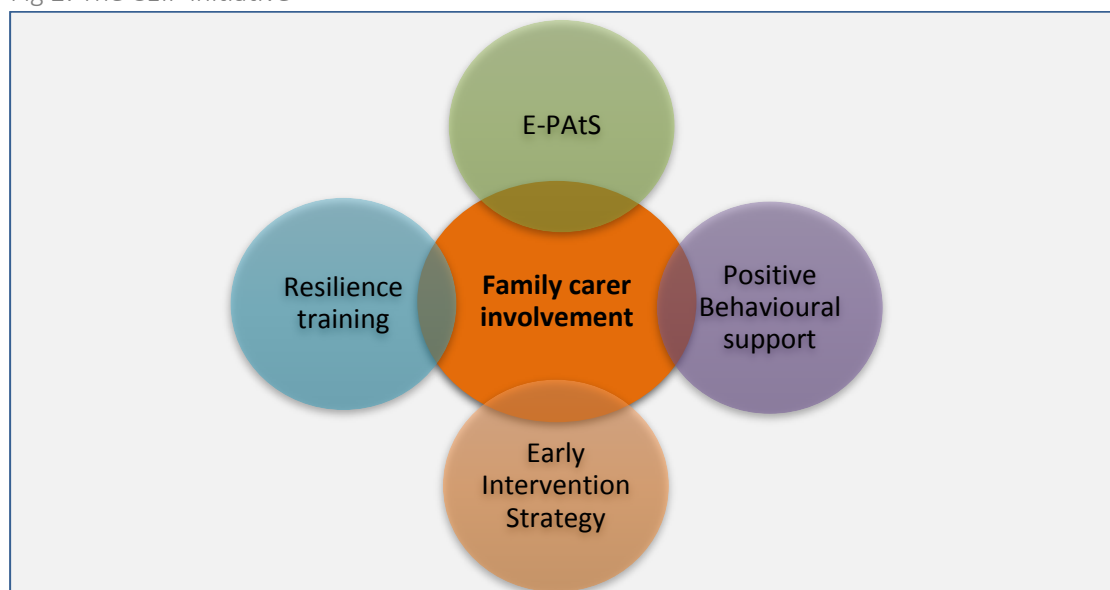 E-PAtS
Resilience
training
Family carer
involvement
Positive
Behavioural
support
Early
Intervention
Strategy